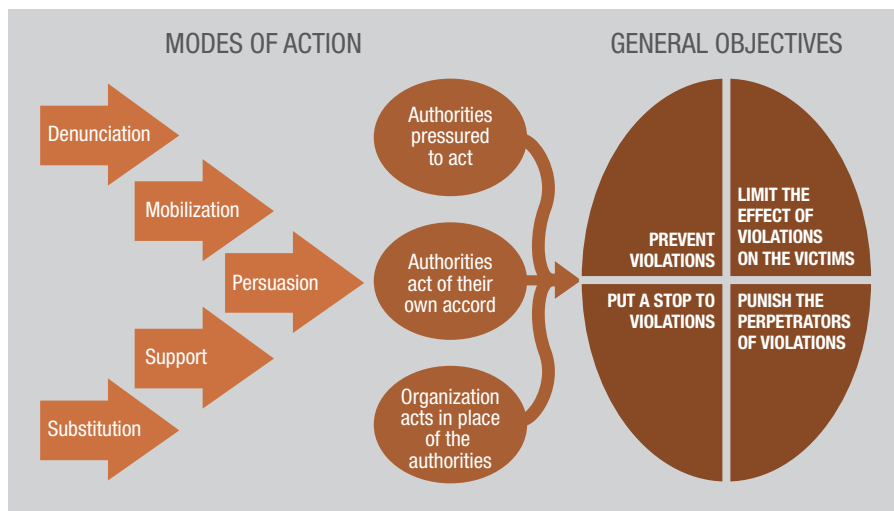 MODES OF ACTION
GENERAL OBJECTIVES
Denunciation
Mobilization
Persuasion
Support
Substitution
Authorities
pressured
to act
Authorities
act of their
own accord
Organization
acts in place
of the
authorities
PREVENT
VIOLATIONS
LIMIT THE
EFFECT OF
VIOLATIONS
ON THE VICTIMS
PUT A STOP TO
VIOLATIONS
PUNISH THE
PERPETRATORS
OF VIOLATIONS